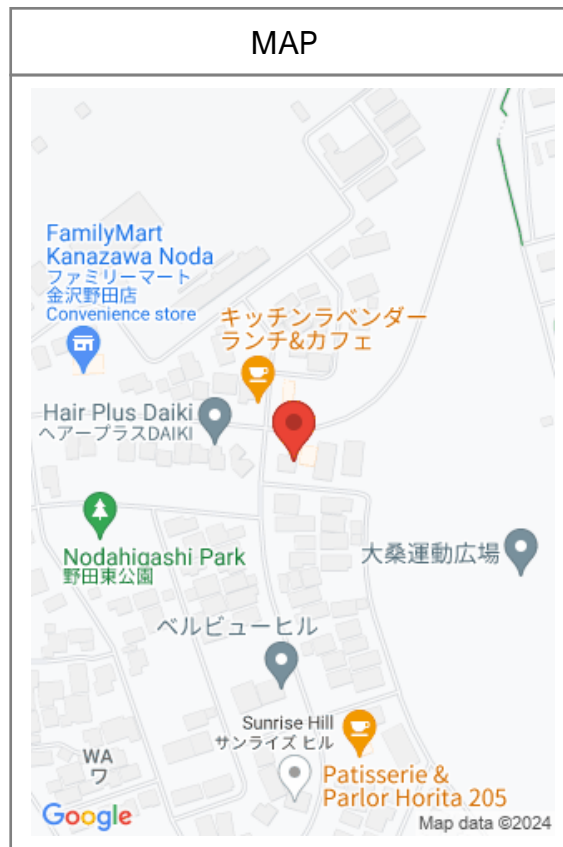 MAP
FamilyMart
Kanazawa Noda
ファミリーマート
金沢野田店
Convenience store
キッチンラベンダー
ランチ&カフェ
Hair Plus Daiki
ヘアープラスDAIKI
Nodahigashi Park
野田東公園
大桑運動広場
ベルビューヒル
Sunrise Hill
サンライズ ヒル
WA
ワ
Patisserie &
Parlor Horita 205
Google
Map data ©2024